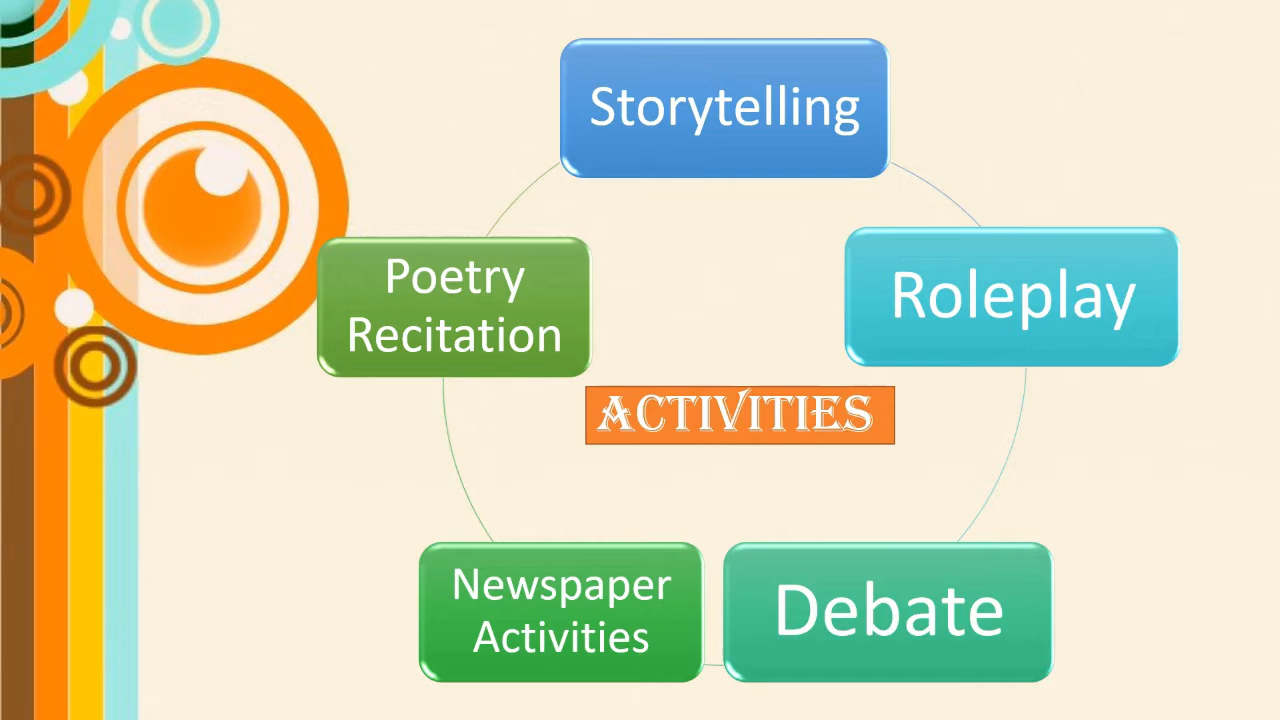 Storytelling
Roleplay
Debate
Newspaper
Activities
Poetry
Recitation
ACTIVITIES